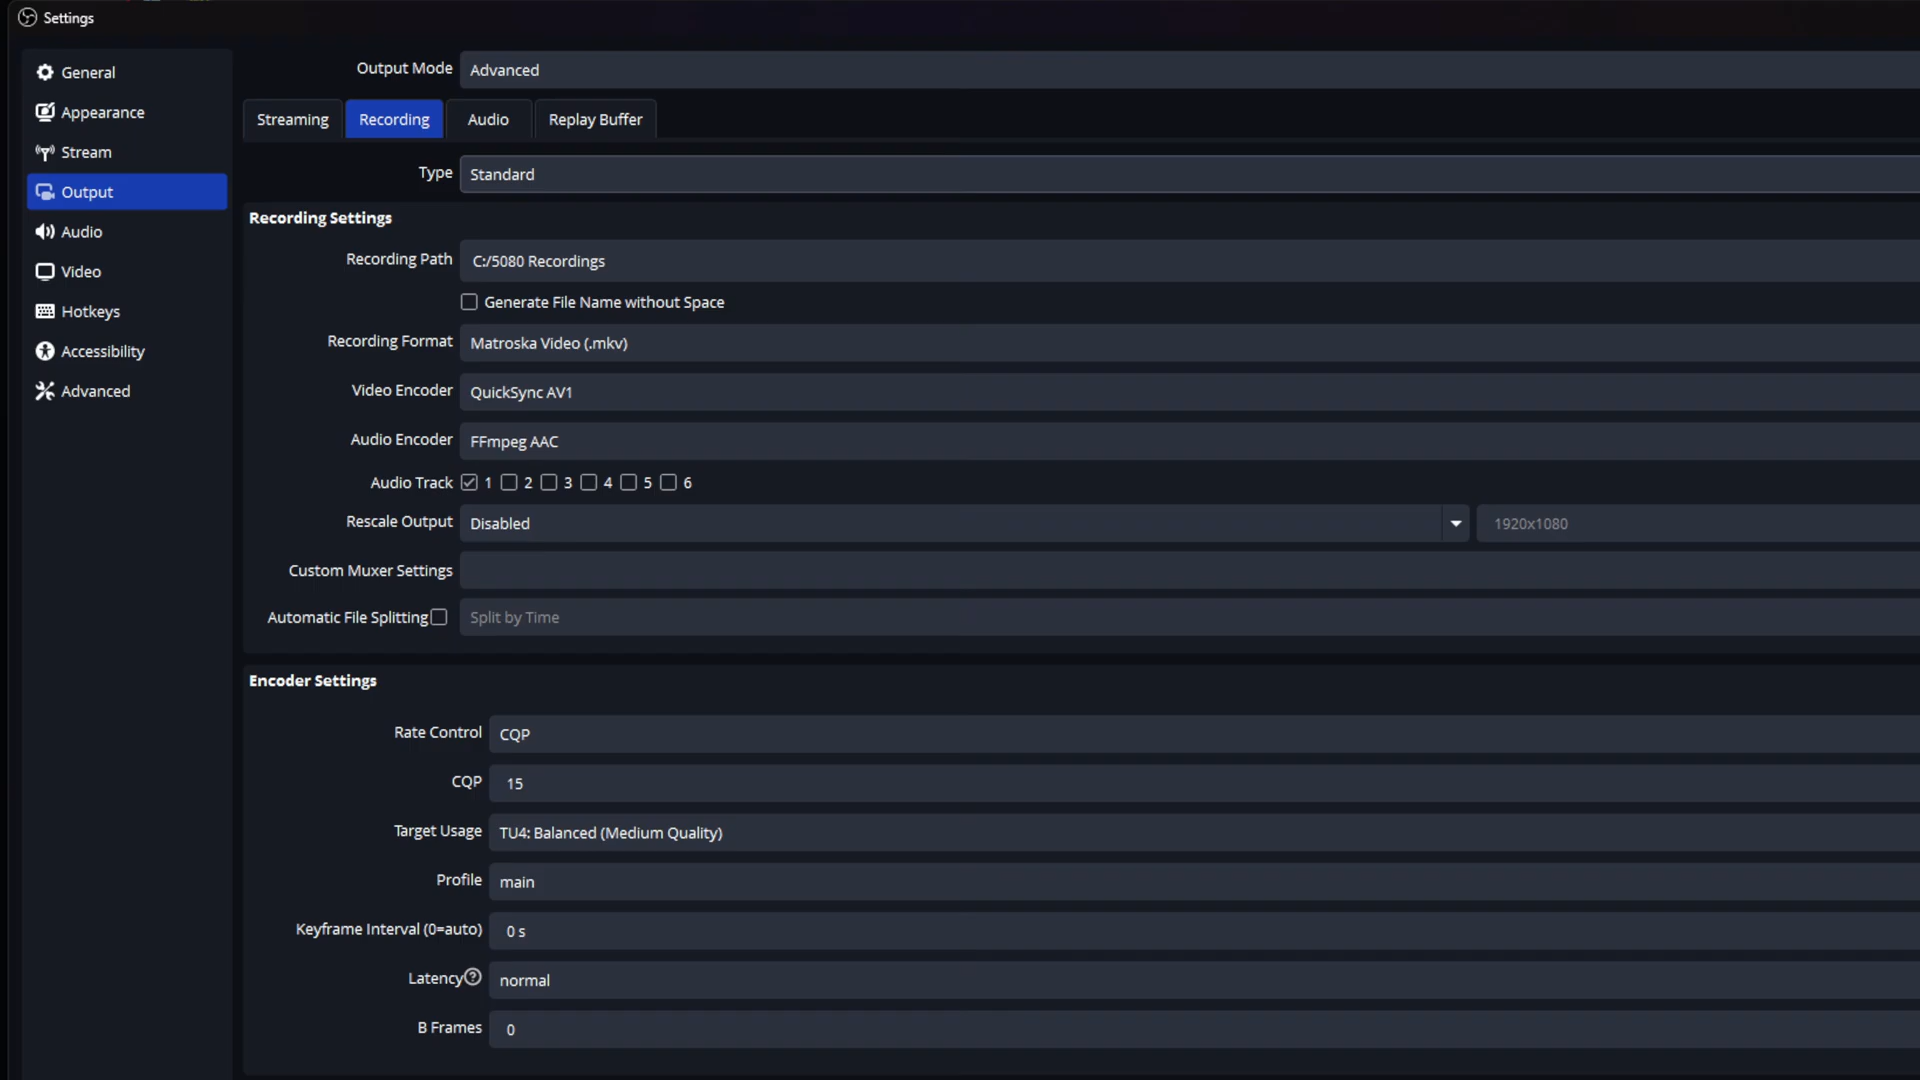 Settings
General
Appearance
Stream
Output
Audio
Video
Hotkeys
Accessibility
Advanced
Output Mode Advanced
Streaming Recording Audio Replay Buffer
Type Standard
Recording Settings
Recording Path C:/5080 Recordings
Generate File Name without Space
Recording Format Matroska Video (.mkv)
Video Encoder QuickSync AV1
Audio Encoder FFmpeg AAC
Audio Track 1 2 3 4 5 6
Rescale Output Disabled 1920x1080
Custom Muxer Settings
Automatic File Splitting Split by Time
Encoder Settings
Rate Control CQP
CQP 15
Target Usage TU4: Balanced (Medium Quality)
Profile main
Keyframe Interval (0=auto) 0 s
Latency? normal
B Frames 0